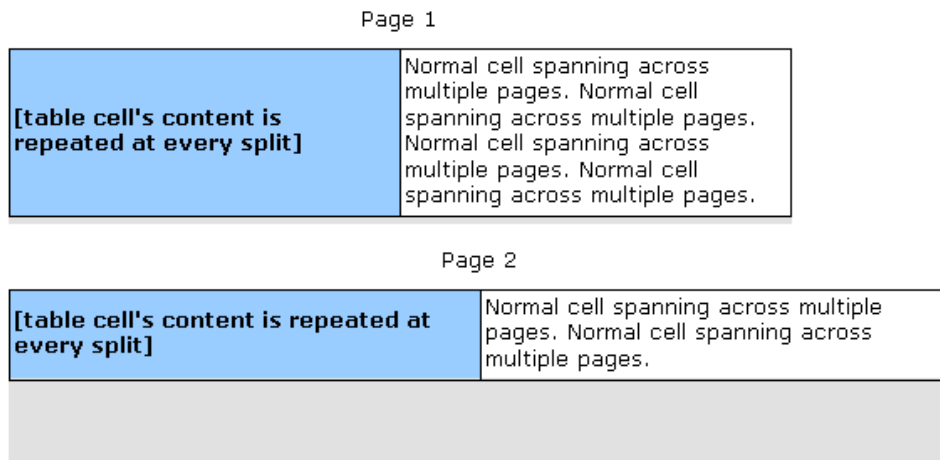 Page 1
[table cell's content is
repeated at every split]
Normal cell spanning across
multiple pages. Normal cell
spanning across multiple pages.
Normal cell spanning across
multiple pages. Normal cell
spanning across multiple pages.
Page 2
[table cell's content is repeated at
every split]
Normal cell spanning across multiple
pages. Normal cell spanning across
multiple pages.